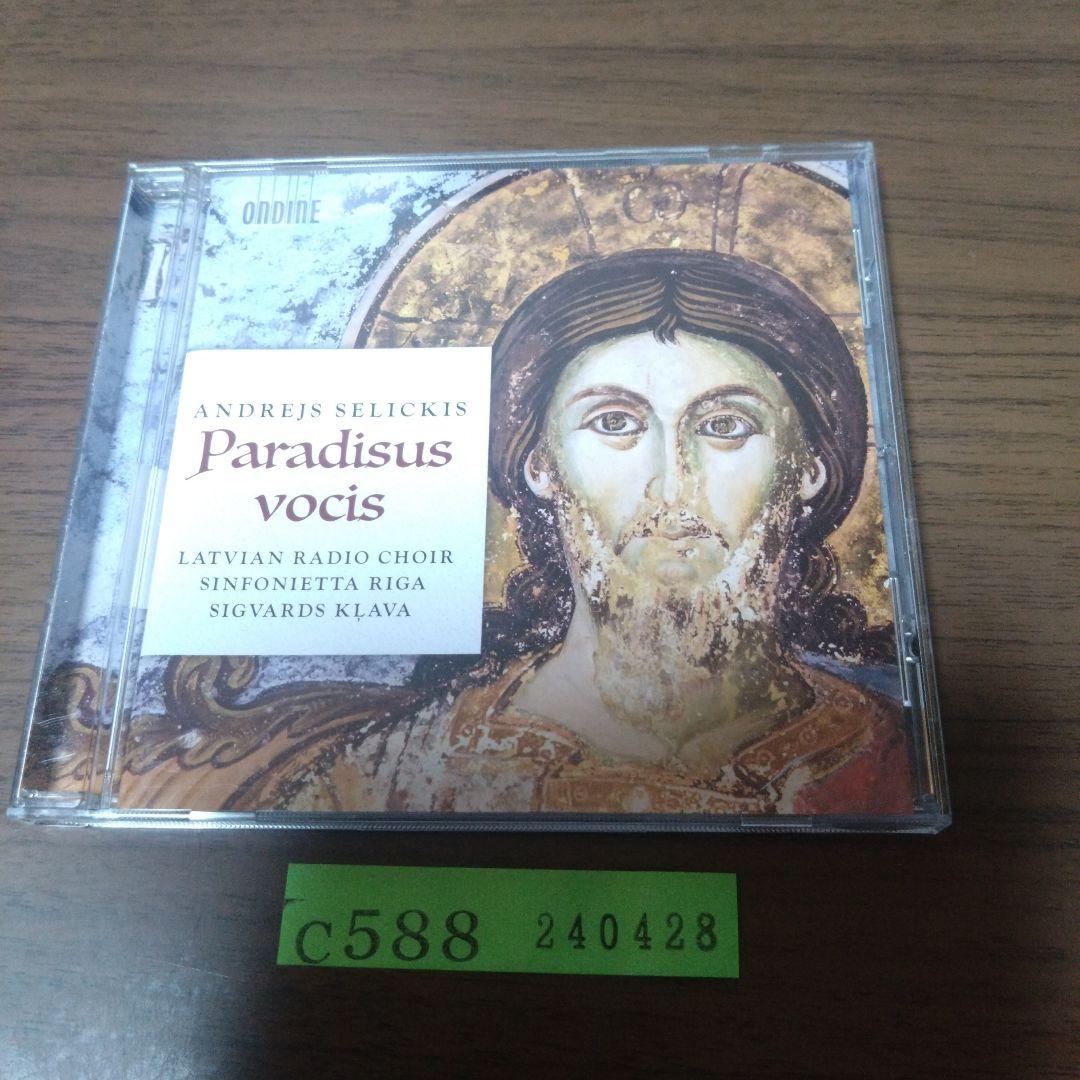 ONDINE
ANDREJS SELICKIS
Paradisus
vocis
LATVIAN RADIO CHOIR
SINFONIETTA RIGA
SIGVARDS KĻAVA
C588 240428